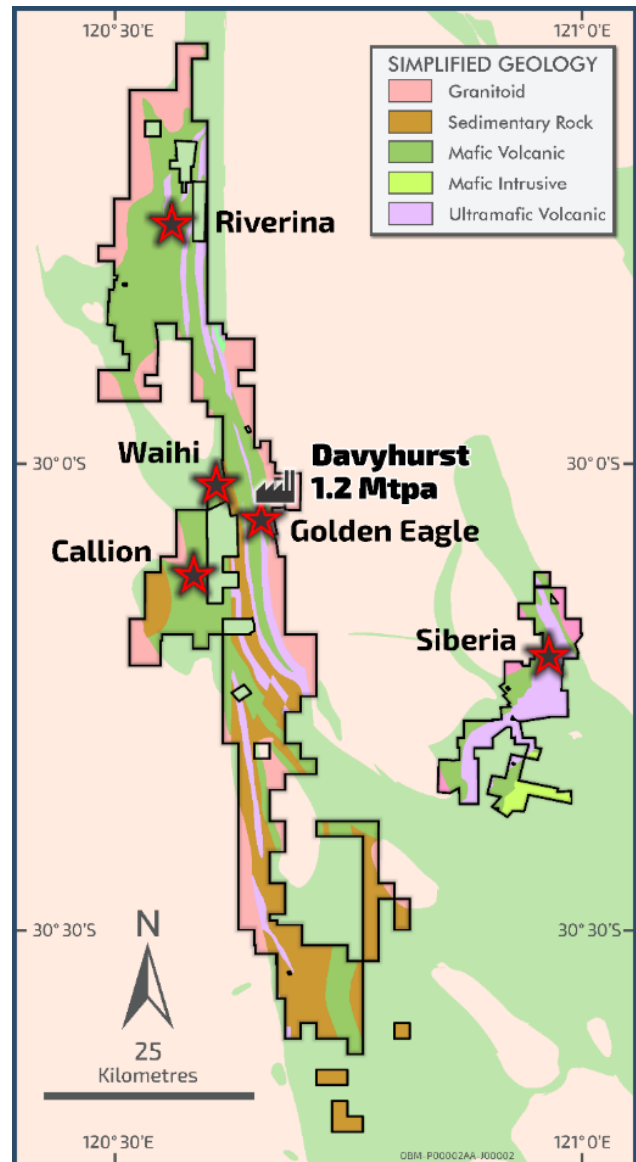 120°30'E
121°0'E
SIMPLIFIED GEOLOGY
Granitoid
Sedimentary Rock
Mafic Volcanic
Mafic Intrusive
Ultramafic Volcanic
Riverina
30°0'S
30°0'S
Waihi
Davyhurst
1.2 Mtpa
Golden Eagle
Callion
Siberia
30°30'S
30°30'S
N
25
Kilometres
120°30'E
121°0'E
OBM-P00002AA-J00002